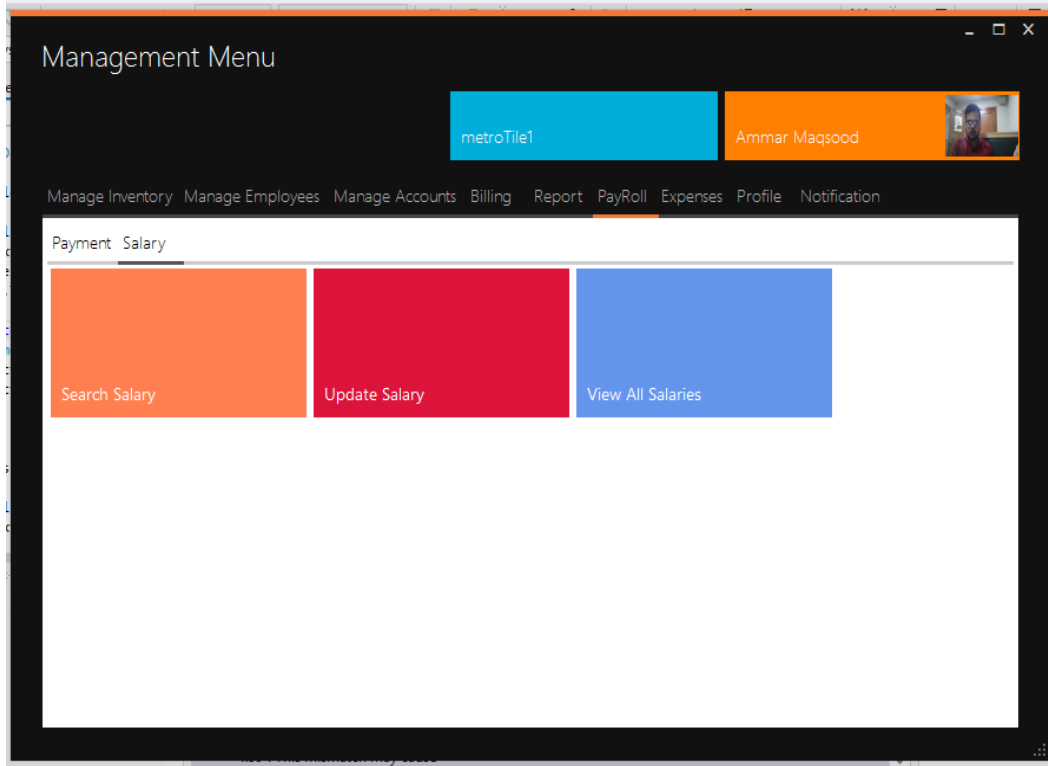 Management Menu
metroTile1
Ammar Maqsood
Manage Inventory Manage Employees Manage Accounts Billing Report PayRoll Expenses Profile Notification
Payment Salary
Search Salary
Update Salary
View All Salaries